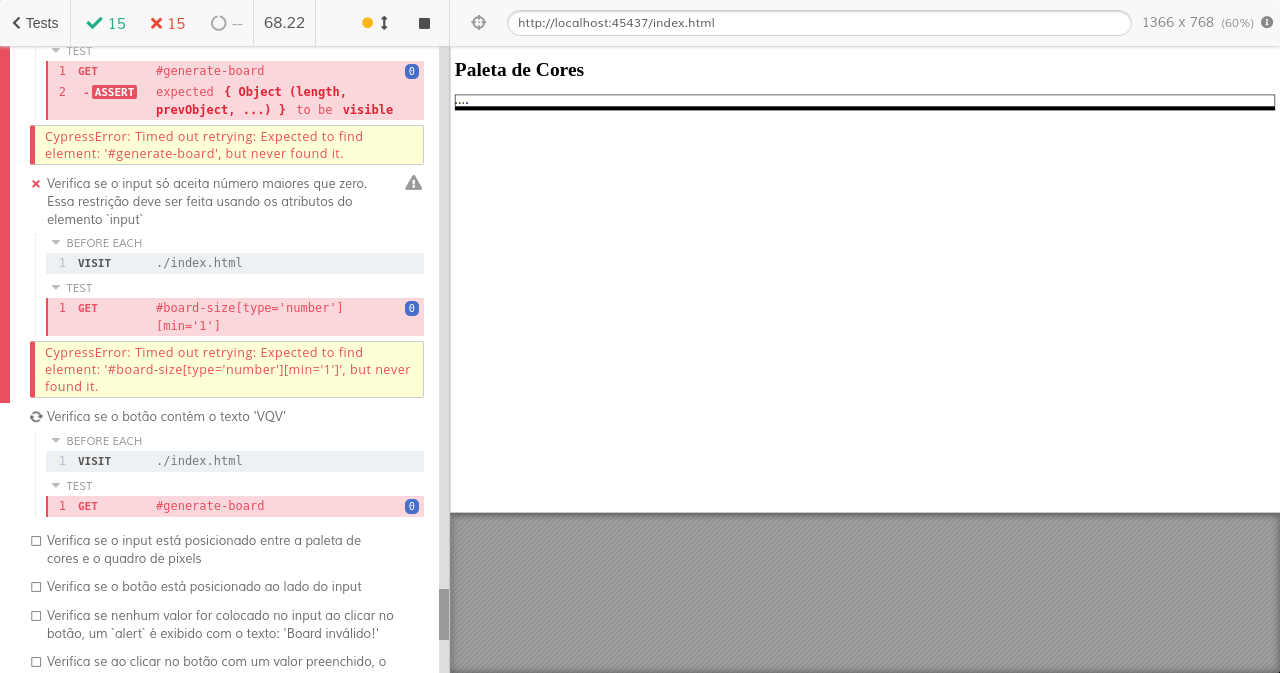 Tests
15
15
--
68.22
http://localhost:45437/index.html
1366 x 768 (60%)
TEST
1 GET #generate-board 0
2 -ASSERT expected { Object (length,
prevObject, ...) } to be visible
CypressError: Timed out retrying: Expected to find
element: '#generate-board', but never found it.
Verifica se o input só aceita número maiores que zero.
Essa restrição deve ser feita usando os atributos do
elemento `input`
BEFORE EACH
1 VISIT ./index.html
TEST
1 GET #board-size[type='number'] 0
[min='1']
CypressError: Timed out retrying: Expected to find
element: '#board-size[type='number'][min='1']', but never
found it.
Verifica se o botão contém o texto 'VQV'
BEFORE EACH
1 VISIT ./index.html
TEST
1 GET #generate-board 0
Verifica se o input está posicionado entre a paleta de
cores e o quadro de pixels
Verifica se o botão está posicionado ao lado do input
Verifica se nenhum valor for colocado no input ao clicar no
botão, um `alert` é exibido com o texto: 'Board inválido!'
Verifica se ao clicar no botão com um valor preenchido, o
Paleta de Cores
....